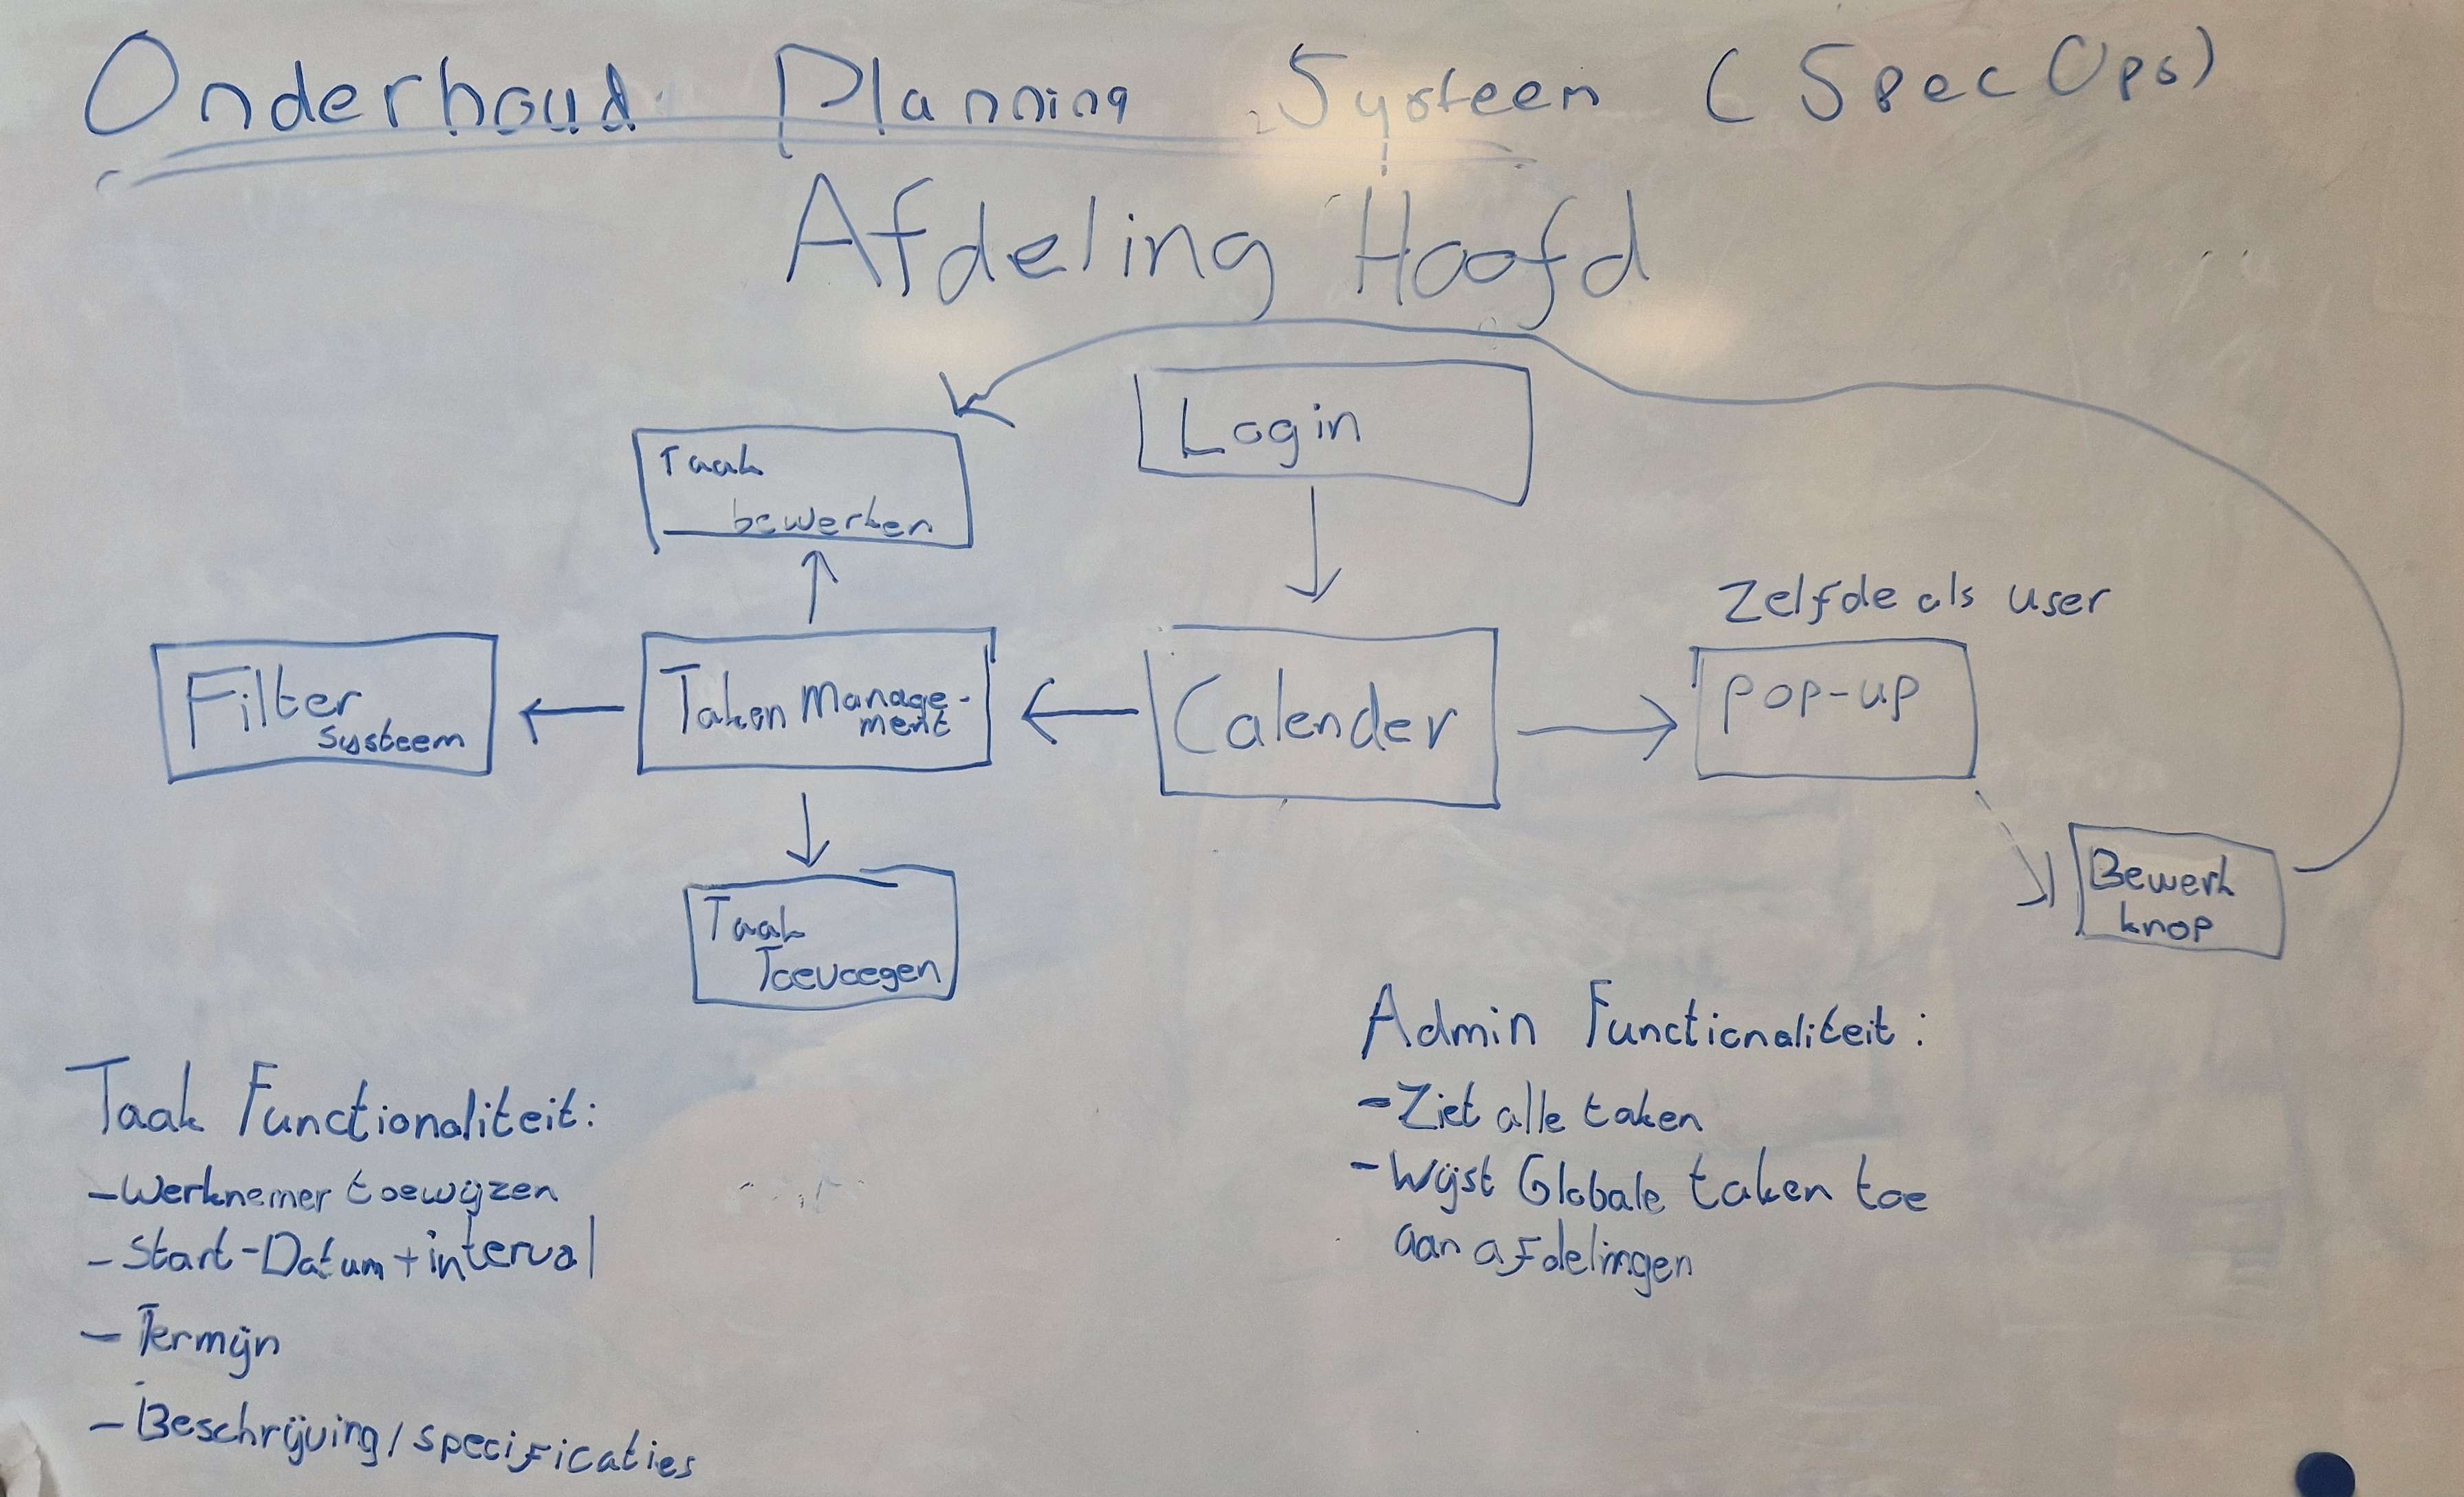 Onderhoud Planning Systeem (SpecOps)
Afdeling Hoofd
Login
Taak
bewerken
Zelfde als user
Filter
Systeem
Taken Manage-
ment
Calender
Pop-up
Bewerk
knop
Taak
Toevoegen
Admin Functionaliteit:
- Ziet alle taken
- Wijst Globale taken toe
aan afdelingen
Taak Functionaliteit:
- Werknemer toewijzen
- Start-Datum + interval
- Termijn
- Beschrijving / specificaties